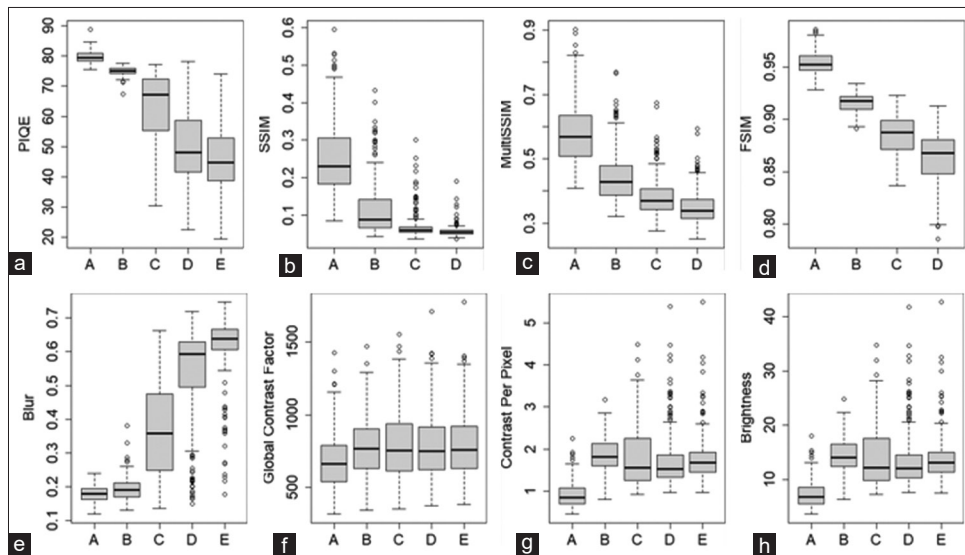 PIQE
90
80
70
60
50
40
30
20
A B C D E
a
SSIM
0.6
0.5
0.4
0.3
0.2
0.1
A B C D
b
MultiSSIM
0.9
0.7
0.5
0.3
A B C D
c
FSIM
0.95
0.90
0.85
0.80
A B C D
d
Blur
0.7
0.6
0.5
0.4
0.3
0.2
0.1
A B C D E
e
Global Contrast Factor
1500
1000
500
A B C D E
f
Contrast Per Pixel
5
4
3
2
1
A B C D E
g
Brightness
40
30
20
10
A B C D E
h